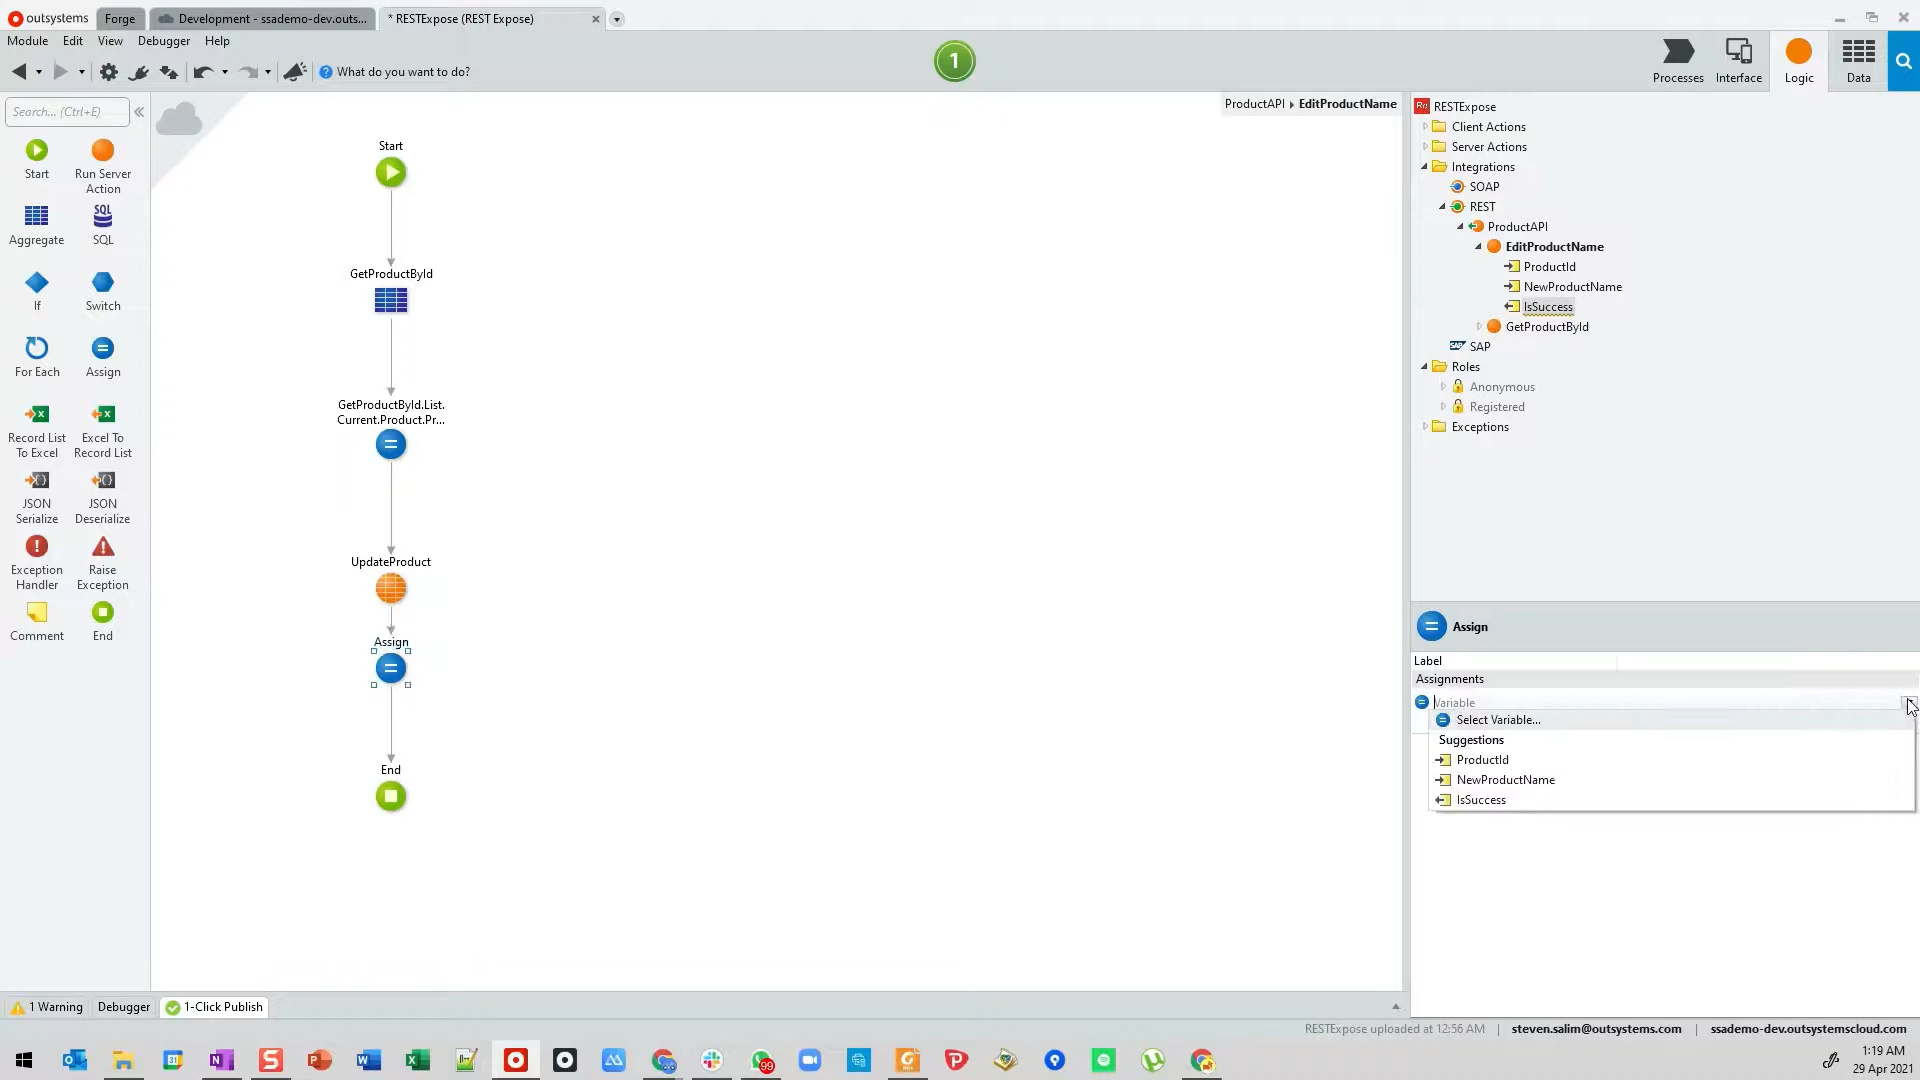 outsystems
Forge
Development - ssademo-dev.outs...
* RESTExpose (REST Expose)
Module
Edit
View
Debugger
Help
What do you want to do?
1
Processes
Interface
Logic
Data
Search... (Ctrl+E)
Start
Run Server
Action
Aggregate
SQL
SQL
If
Switch
For Each
Assign
Record List
To Excel
Excel To
Record List
JSON
Serialize
JSON
Deserialize
Exception
Handler
Raise
Exception
Comment
End
ProductAPI
EditProductName
Start
GetProductById
GetProductById.List.
Current.Product.Pr...
UpdateProduct
Assign
End
RESTExpose
Client Actions
Server Actions
Integrations
SOAP
REST
ProductAPI
EditProductName
ProductId
NewProductName
IsSuccess
GetProductById
SAP
SAP
Roles
Anonymous
Registered
Exceptions
Assign
Label
Assignments
Variable
Select Variable...
Suggestions
ProductId
NewProductName
IsSuccess
1 Warning
Debugger
1-Click Publish
RESTExpose uploaded at 12:56 AM
steven.salim@outsystems.com
ssademo-dev.outsystemscloud.com
99
1:19 AM
29 Apr 2021